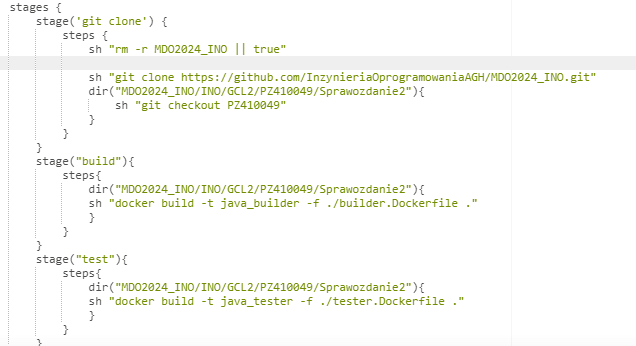 stages {
stage('git clone') {
steps {
sh "rm -r MDO2024_INO || true"
sh "git clone https://github.com/InzynieriaOprogramowaniaAGH/MDO2024_INO.git"
dir("MDO2024_INO/INO/GCL2/PZ410049/Sprawozdanie2"){
sh "git checkout PZ410049"
}
}
}
stage("build"){
steps{
dir("MDO2024_INO/INO/GCL2/PZ410049/Sprawozdanie2"){
sh "docker build -t java_builder -f ./builder.Dockerfile ."
}
}
}
stage("test"){
steps{
dir("MDO2024_INO/INO/GCL2/PZ410049/Sprawozdanie2"){
sh "docker build -t java_tester -f ./tester.Dockerfile ."
}
}
}